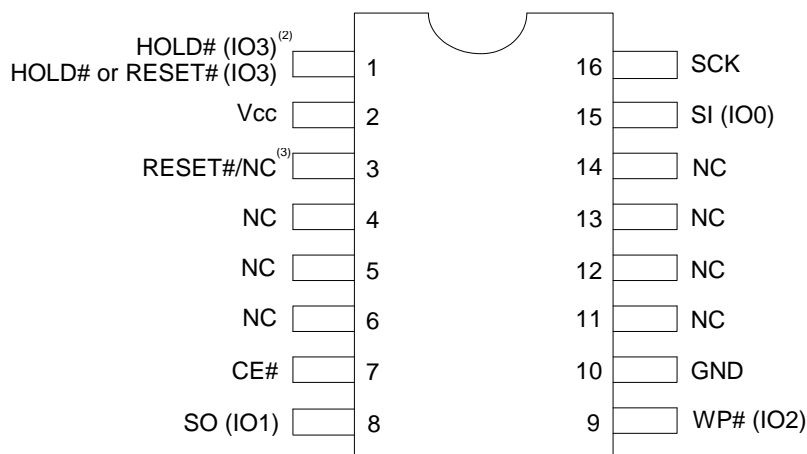 HOLD# (IO3)(2)
HOLD# or RESET# (IO3)
1
16
SCK
Vcc
2
15
SI (IO0)
RESET#/NC(3)
3
14
NC
NC
4
13
NC
NC
5
12
NC
NC
6
11
NC
CE#
7
10
GND
SO (IO1)
8
9
WP# (IO2)